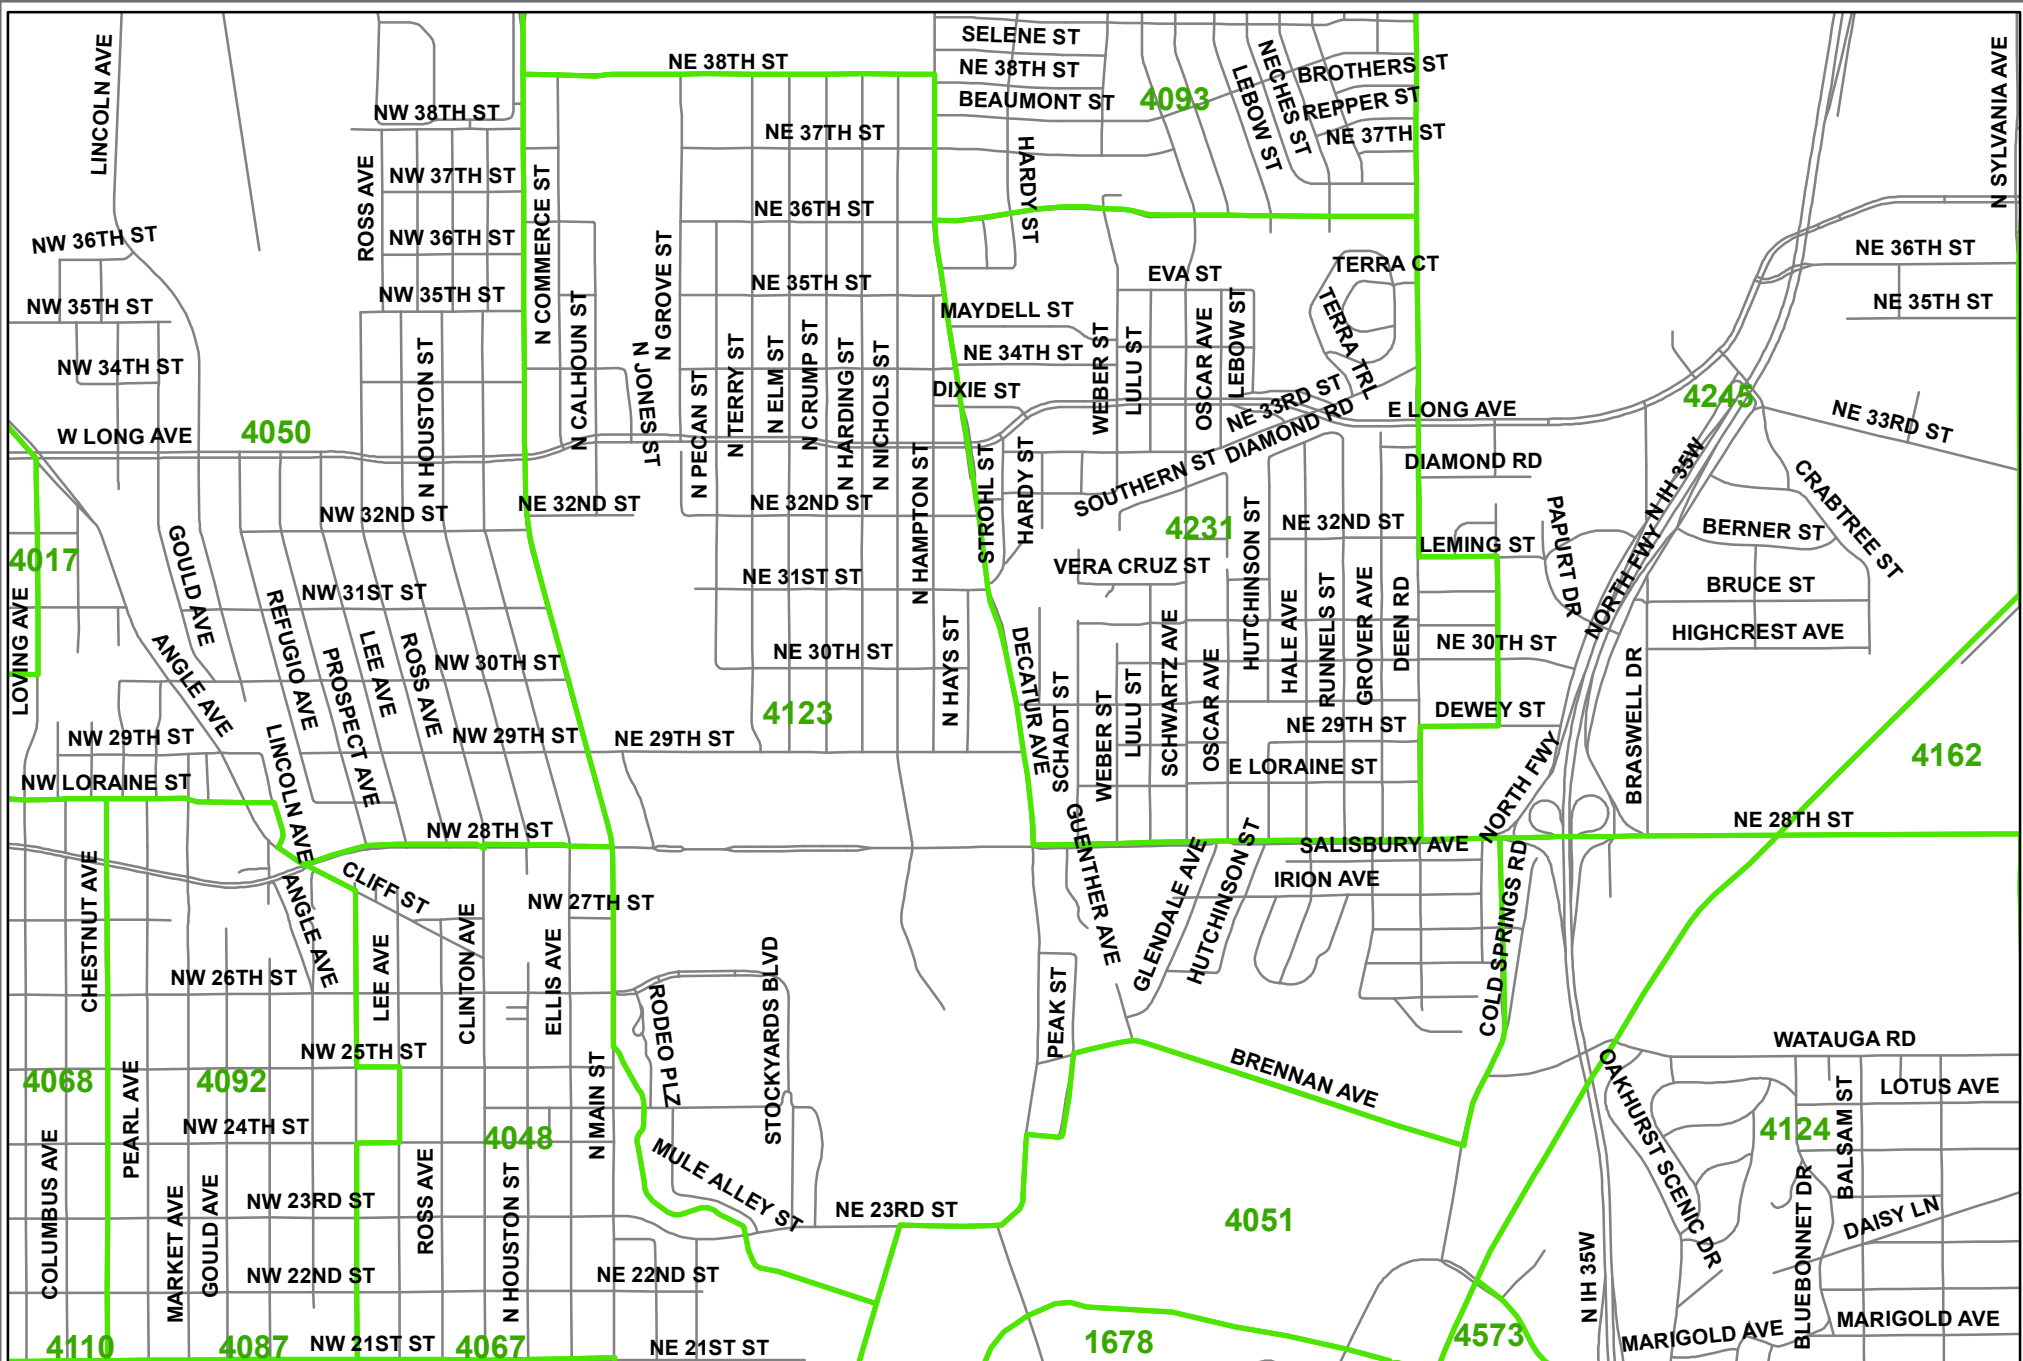 LINCOLN AVE
SELENE ST
NE 38TH ST
NE 38TH ST
BEAUMONT ST
4093
NECHES ST
LEBOW ST
BROTHERS ST
REPPER ST
NE 37TH ST
N SYLVANIA AVE
NW 38TH ST
NE 37TH ST
HARDY ST
ROSS AVE
NW 37TH ST
N COMMERCE ST
NE 36TH ST
NW 36TH ST
NW 36TH ST
N GROVE ST
NE 36TH ST
TERRA CT
EVA ST
NE 35TH ST
NW 35TH ST
NW 35TH ST
NE 35TH ST
MAYDELL ST
TERRA TRL
N CALHOUN ST
N JONES ST
N HOUSTON ST
N PECAN ST
N TERRY ST
N ELM ST
N CRUMP ST
N HARDING ST
N NICHOLS ST
NE 34TH ST
WEBER ST
LULU ST
OSCAR AVE
LEBOW ST
NW 34TH ST
DIXIE ST
NE 33RD ST
4245
E LONG AVE
NE 33RD ST
W LONG AVE
4050
DIAMOND RD
SOUTHERN ST
DIAMOND RD
N IH 35W
CRABTREE ST
N HAMPTON ST
STROHL ST
HARDY ST
NE 32ND ST
NE 32ND ST
NW 32ND ST
4231
HUTCHINSON ST
NE 32ND ST
PAPURT DR
BERNER ST
LEMING ST
4017
GOULD AVE
VERA CRUZ ST
NE 31ST ST
NORTH FWY
BRUCE ST
NW 31ST ST
LOVING AVE
ANGLE AVE
REFUGIO AVE
PROSPECT AVE
LEE AVE
ROSS AVE
NW 30TH ST
NE 30TH ST
N HAYS ST
DECATUR AVE
SCHADT ST
WEBER ST
LULU ST
SCHWARTZ AVE
OSCAR AVE
HALE AVE
RUNNELS ST
GROVER AVE
DEEN RD
NE 30TH ST
HIGHCREST AVE
BRASWELL DR
4123
DEWEY ST
NE 29TH ST
NW 29TH ST
NW 29TH ST
NE 29TH ST
4162
E LORAINE ST
NW LORAINE ST
LINCOLN AVE
NORTH FWY
NE 28TH ST
NW 28TH ST
GUENTHER AVE
GLENDALE AVE
HUTCHINSON ST
SALISBURY AVE
IRION AVE
COLD SPRINGS RD
CLIFF ST
ANGLE AVE
NW 27TH ST
CHESTNUT AVE
LEE AVE
CLINTON AVE
ELLIS AVE
STOCKYARDS BLVD
NW 26TH ST
RODEO PLZ
PEAK ST
WATAUGA RD
NW 25TH ST
BRENNAN AVE
OAKHURST SCENIC DR
4068
4092
LOTUS AVE
PEARL AVE
N MAIN ST
NW 24TH ST
4048
4124
BALSAM ST
MULE ALLEY ST
COLUMBUS AVE
MARKET AVE
GOULD AVE
ROSS AVE
N HOUSTON ST
NW 23RD ST
NE 23RD ST
4051
BLUEBONNET DR
DAISY LN
NW 22ND ST
NE 22ND ST
N IH 35W
MARIGOLD AVE
MARIGOLD AVE
4110
4087
NW 21ST ST
4067
NE 21ST ST
1678
4573